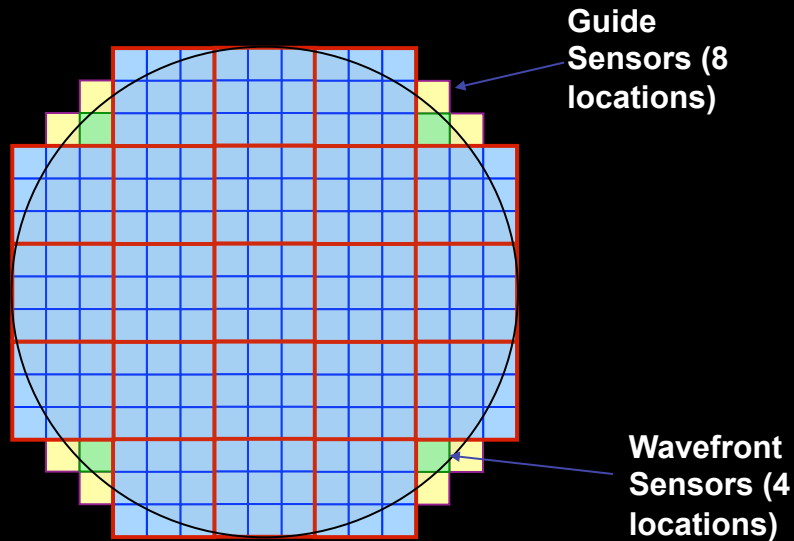 Guide
Sensors (8
locations)
Wavefront
Sensors (4
locations)